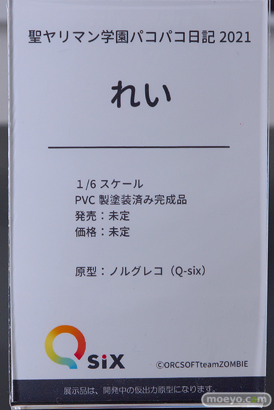 聖ヤリマン学園パコパコ日記 2021
れい
1/6 スケール
PVC 製塗装済み完成品
発売：未定
価格：未定
原型：ノルグレコ（Q-six）
Q siX
©ORCSOFTteamZOMBIE
展示品は、開発中の仮出力原型になります。
moeyo.com